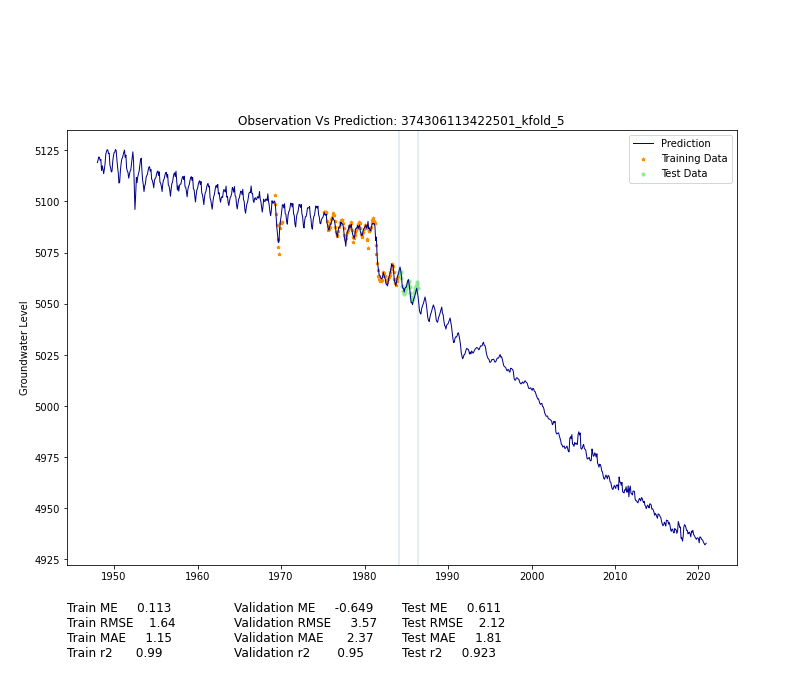 Observation Vs Prediction: 374306113422501_kfold_5
Prediction
Training Data
Test Data
Groundwater Level
5125
5100
5075
5050
5025
5000
4975
4950
4925
1950 1960 1970 1980 1990 2000 2010 2020
Train ME 0.113 Validation ME -0.649 Test ME 0.611
Train RMSE 1.64 Validation RMSE 3.57 Test RMSE 2.12
Train MAE 1.15 Validation MAE 2.37 Test MAE 1.81
Train r2 0.99 Validation r2 0.95 Test r2 0.923